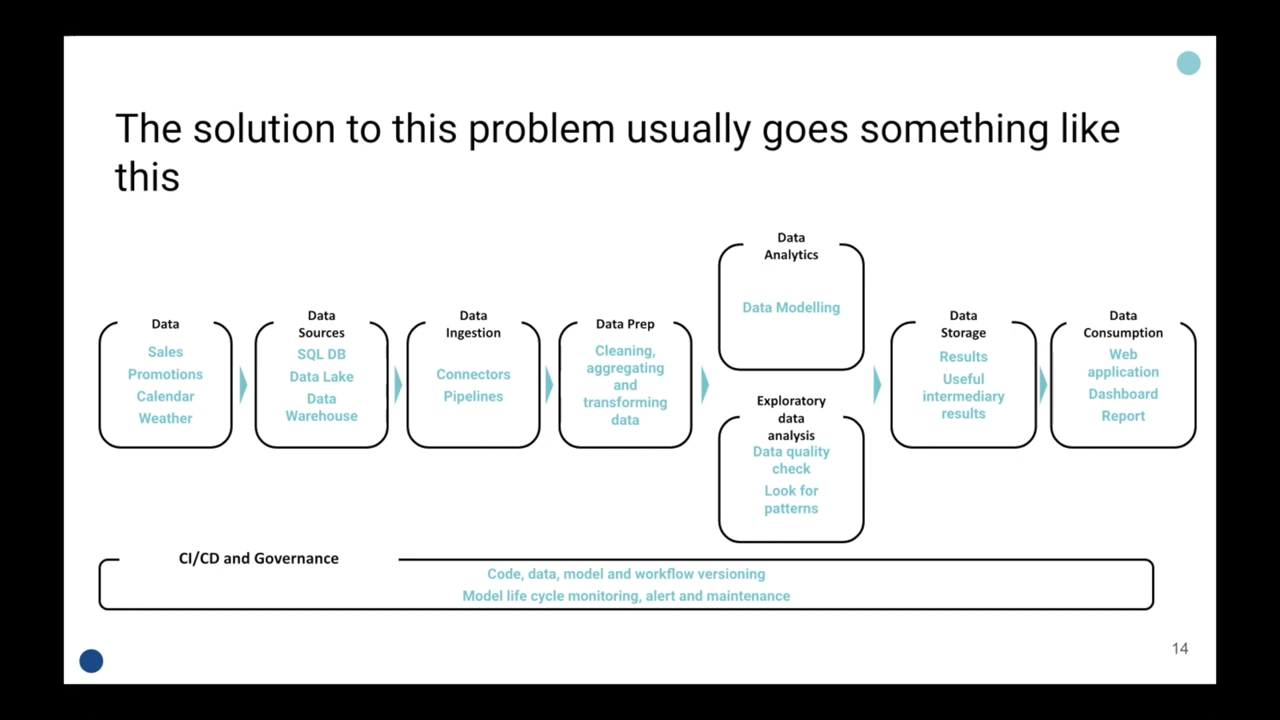 The solution to this problem usually goes something like
this
Data
Sales
Promotions
Calendar
Weather
Data
Sources
SQL DB
Data Lake
Data
Warehouse
Data
Ingestion
Connectors
Pipelines
Data Prep
Cleaning,
aggregating
and
transforming
data
Data
Analytics
Data Modelling
Exploratory
data
analysis
Data quality
check
Look for
patterns
Data
Storage
Results
Useful
intermediary
results
Data
Consumption
Web
application
Dashboard
Report
CI/CD and Governance
Code, data, model and workflow versioning
Model life cycle monitoring, alert and maintenance
14